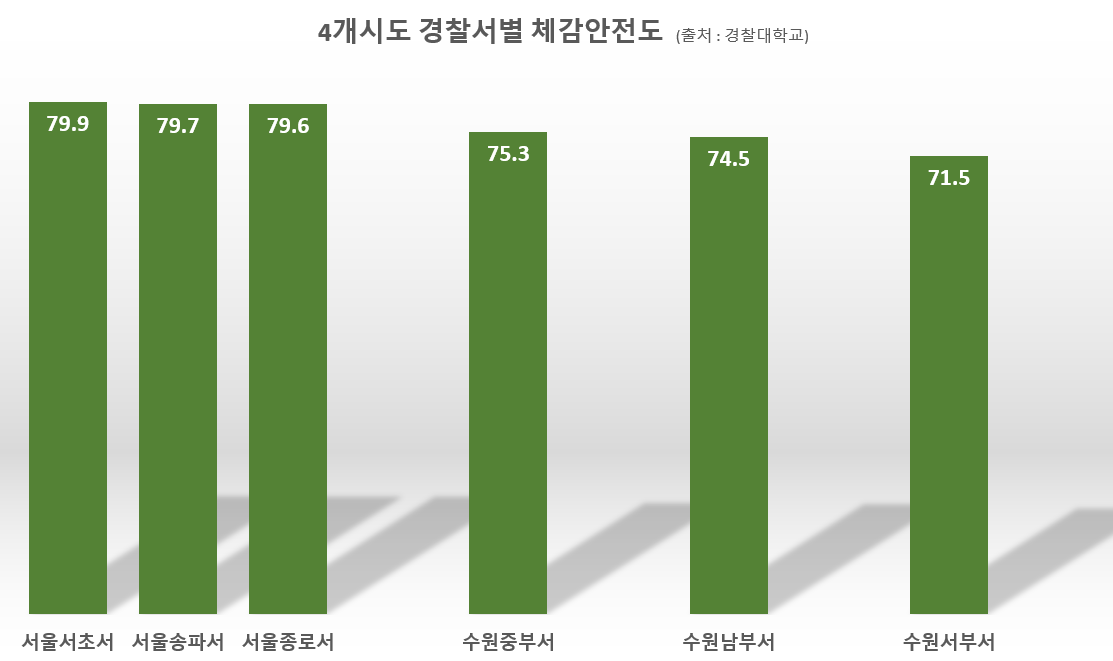 4개시도 경찰서별 체감안전도 (출처 : 경찰대학교)
79.9 79.7 79.6 75.3 74.5 71.5
서울서초서 서울송파서 서울종로서 수원중부서 수원남부서 수원서부서